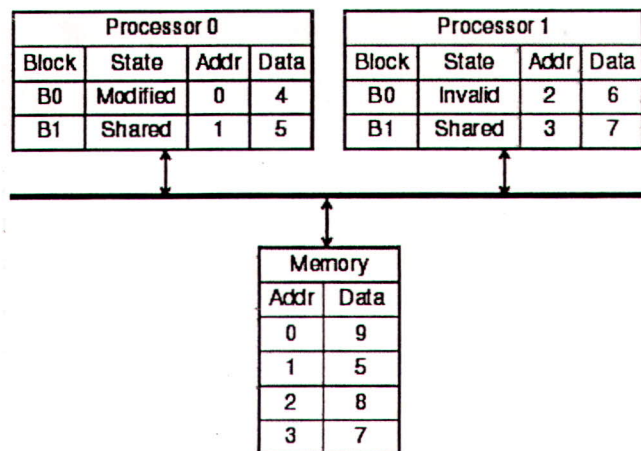 Processor 0
Block State Addr Data
B0 Modified 0 4
B1 Shared 1 5
Processor 1
Block State Addr Data
B0 Invalid 2 6
B1 Shared 3 7
Memory
Addr Data
0 9
1 5
2 8
3 7